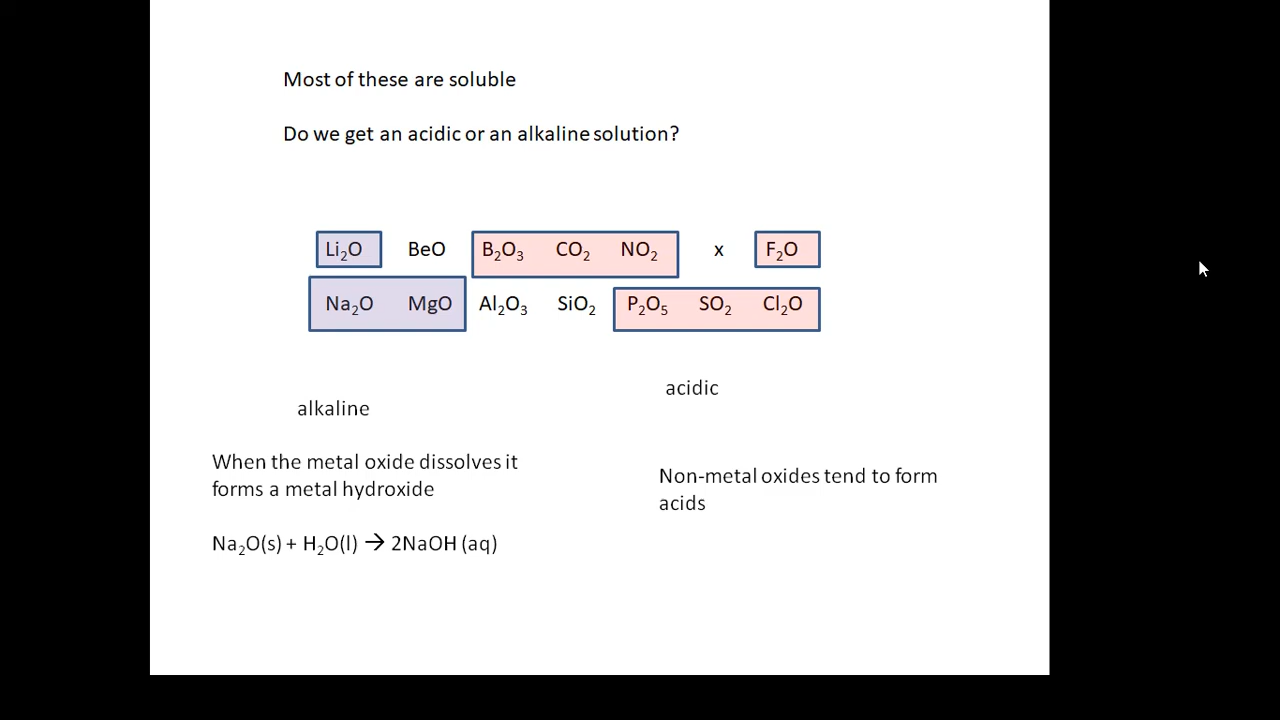 Most of these are soluble
Do we get an acidic or an alkaline solution?
Li₂O BeO B₂O₃ CO₂ NO₂ x F₂O
Na₂O MgO Al₂O₃ SiO₂ P₂O₅ SO₂ Cl₂O
acidic
alkaline
When the metal oxide dissolves it
forms a metal hydroxide
Non-metal oxides tend to form
acids
Na₂O(s) + H₂O(l) → 2NaOH (aq)